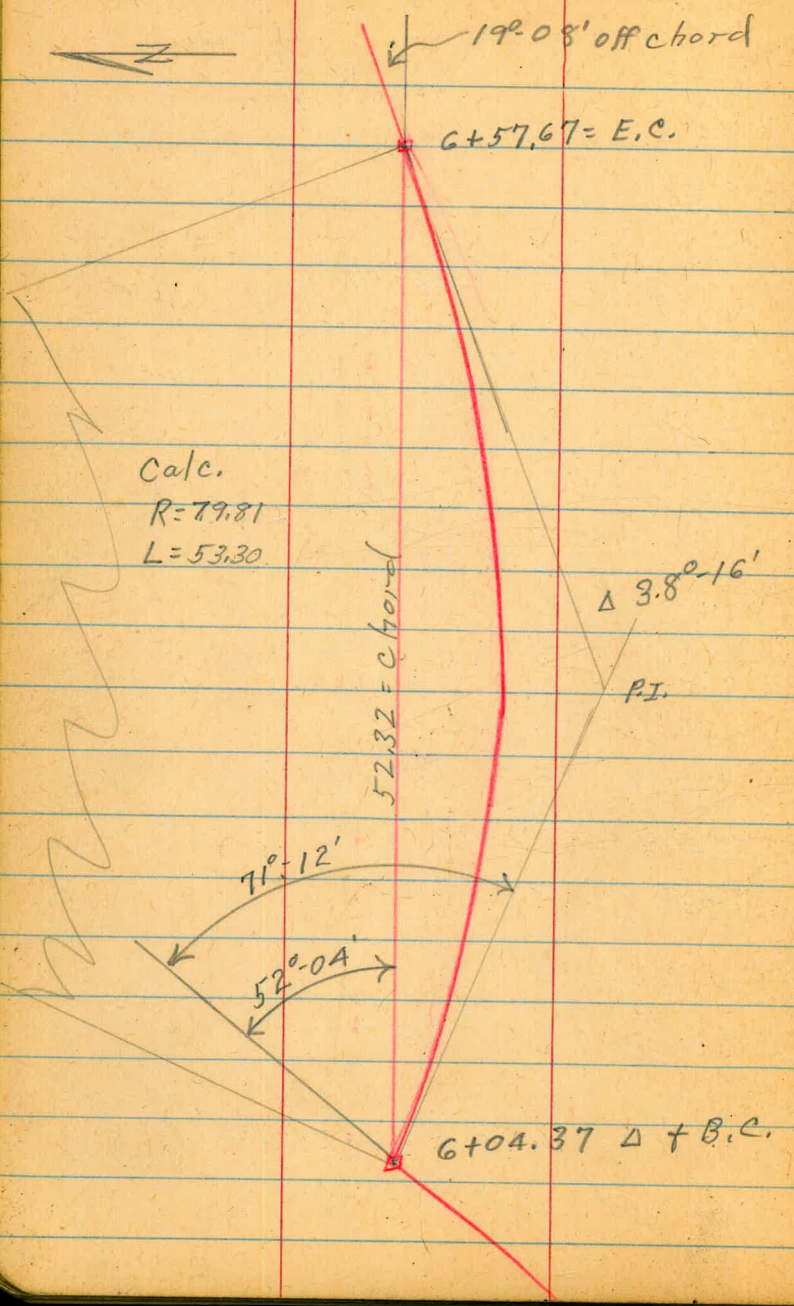 N
19°-08' off chord
6+57.67 = E.C.
Calc.
R=79.81
L=53.30
52.32 = chord
Δ 38°-16'
P.I.
71°-12'
52°-04'
6+04.37 Δ + B.C.